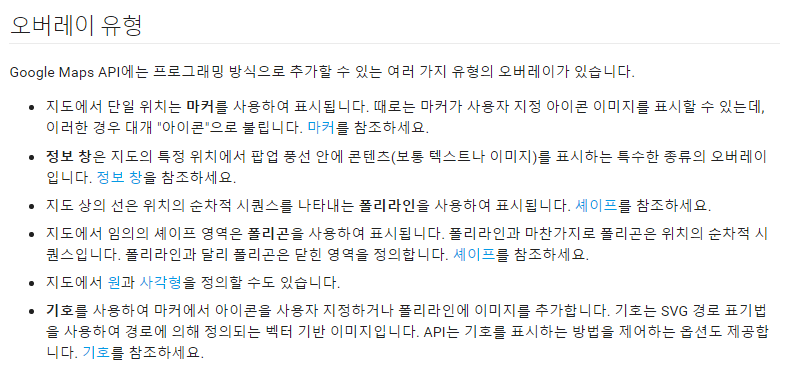 오버레이 유형
Google Maps API에는 프로그래밍 방식으로 추가할 수 있는 여러 가지 유형의 오버레이가 있습니다.
• 지도에서 단일 위치는 마커를 사용하여 표시됩니다. 때로는 마커가 사용자 지정 아이콘 이미지를 표시할 수 있는데,
이러한 경우 대개 "아이콘"으로 불립니다. 마커를 참조하세요.
• 정보 창은 지도의 특정 위치에서 팝업 풍선 안에 콘텐츠(보통 텍스트나 이미지)를 표시하는 특수한 종류의 오버레이
입니다. 정보 창을 참조하세요.
• 지도 상의 선은 위치의 순차적 시퀀스를 나타내는 폴리라인을 사용하여 표시됩니다. 셰이프를 참조하세요.
• 지도에서 임의의 셰이프 영역은 폴리곤을 사용하여 표시됩니다. 폴리라인과 마찬가지로 폴리곤은 위치의 순차적 시
퀀스입니다. 폴리라인과 달리 폴리곤은 닫힌 영역을 정의합니다. 셰이프를 참조하세요.
• 지도에서 원과 사각형을 정의할 수도 있습니다.
• 기호를 사용하여 마커에서 아이콘을 사용자 지정하거나 폴리라인에 이미지를 추가합니다. 기호는 SVG 경로 표기법
을 사용하여 경로에 의해 정의되는 벡터 기반 이미지입니다. API는 기호를 표시하는 방법을 제어하는 옵션도 제공합
니다. 기호를 참조하세요.